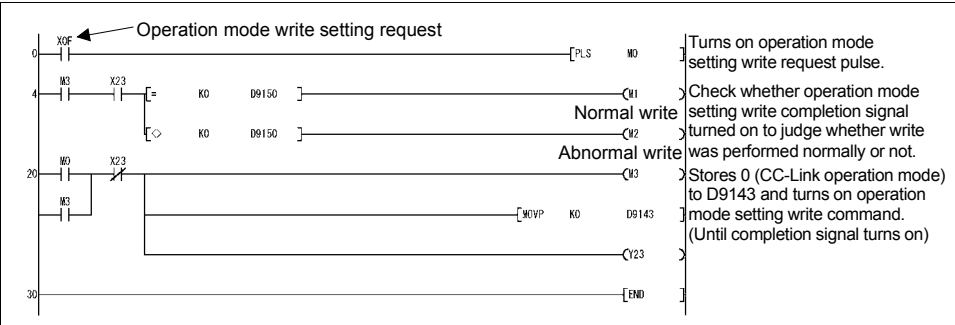 Operation mode write setting request
X0F
0
[PLS M0 ]
Turns on operation mode
setting write request pulse.
M3 X23
4
[= K0 D9150 ]
(M1 )
Normal write
[<> K0 D9150 ]
(M2 )
Abnormal write
Check whether operation mode
setting write completion signal
turned on to judge whether write
was performed normally or not.
M0 X23
20
(M3 )
M3
[MOVP K0 D9143 ]
(Y23 )
Stores 0 (CC-Link operation mode)
to D9143 and turns on operation
mode setting write command.
(Until completion signal turns on)
30
[END ]